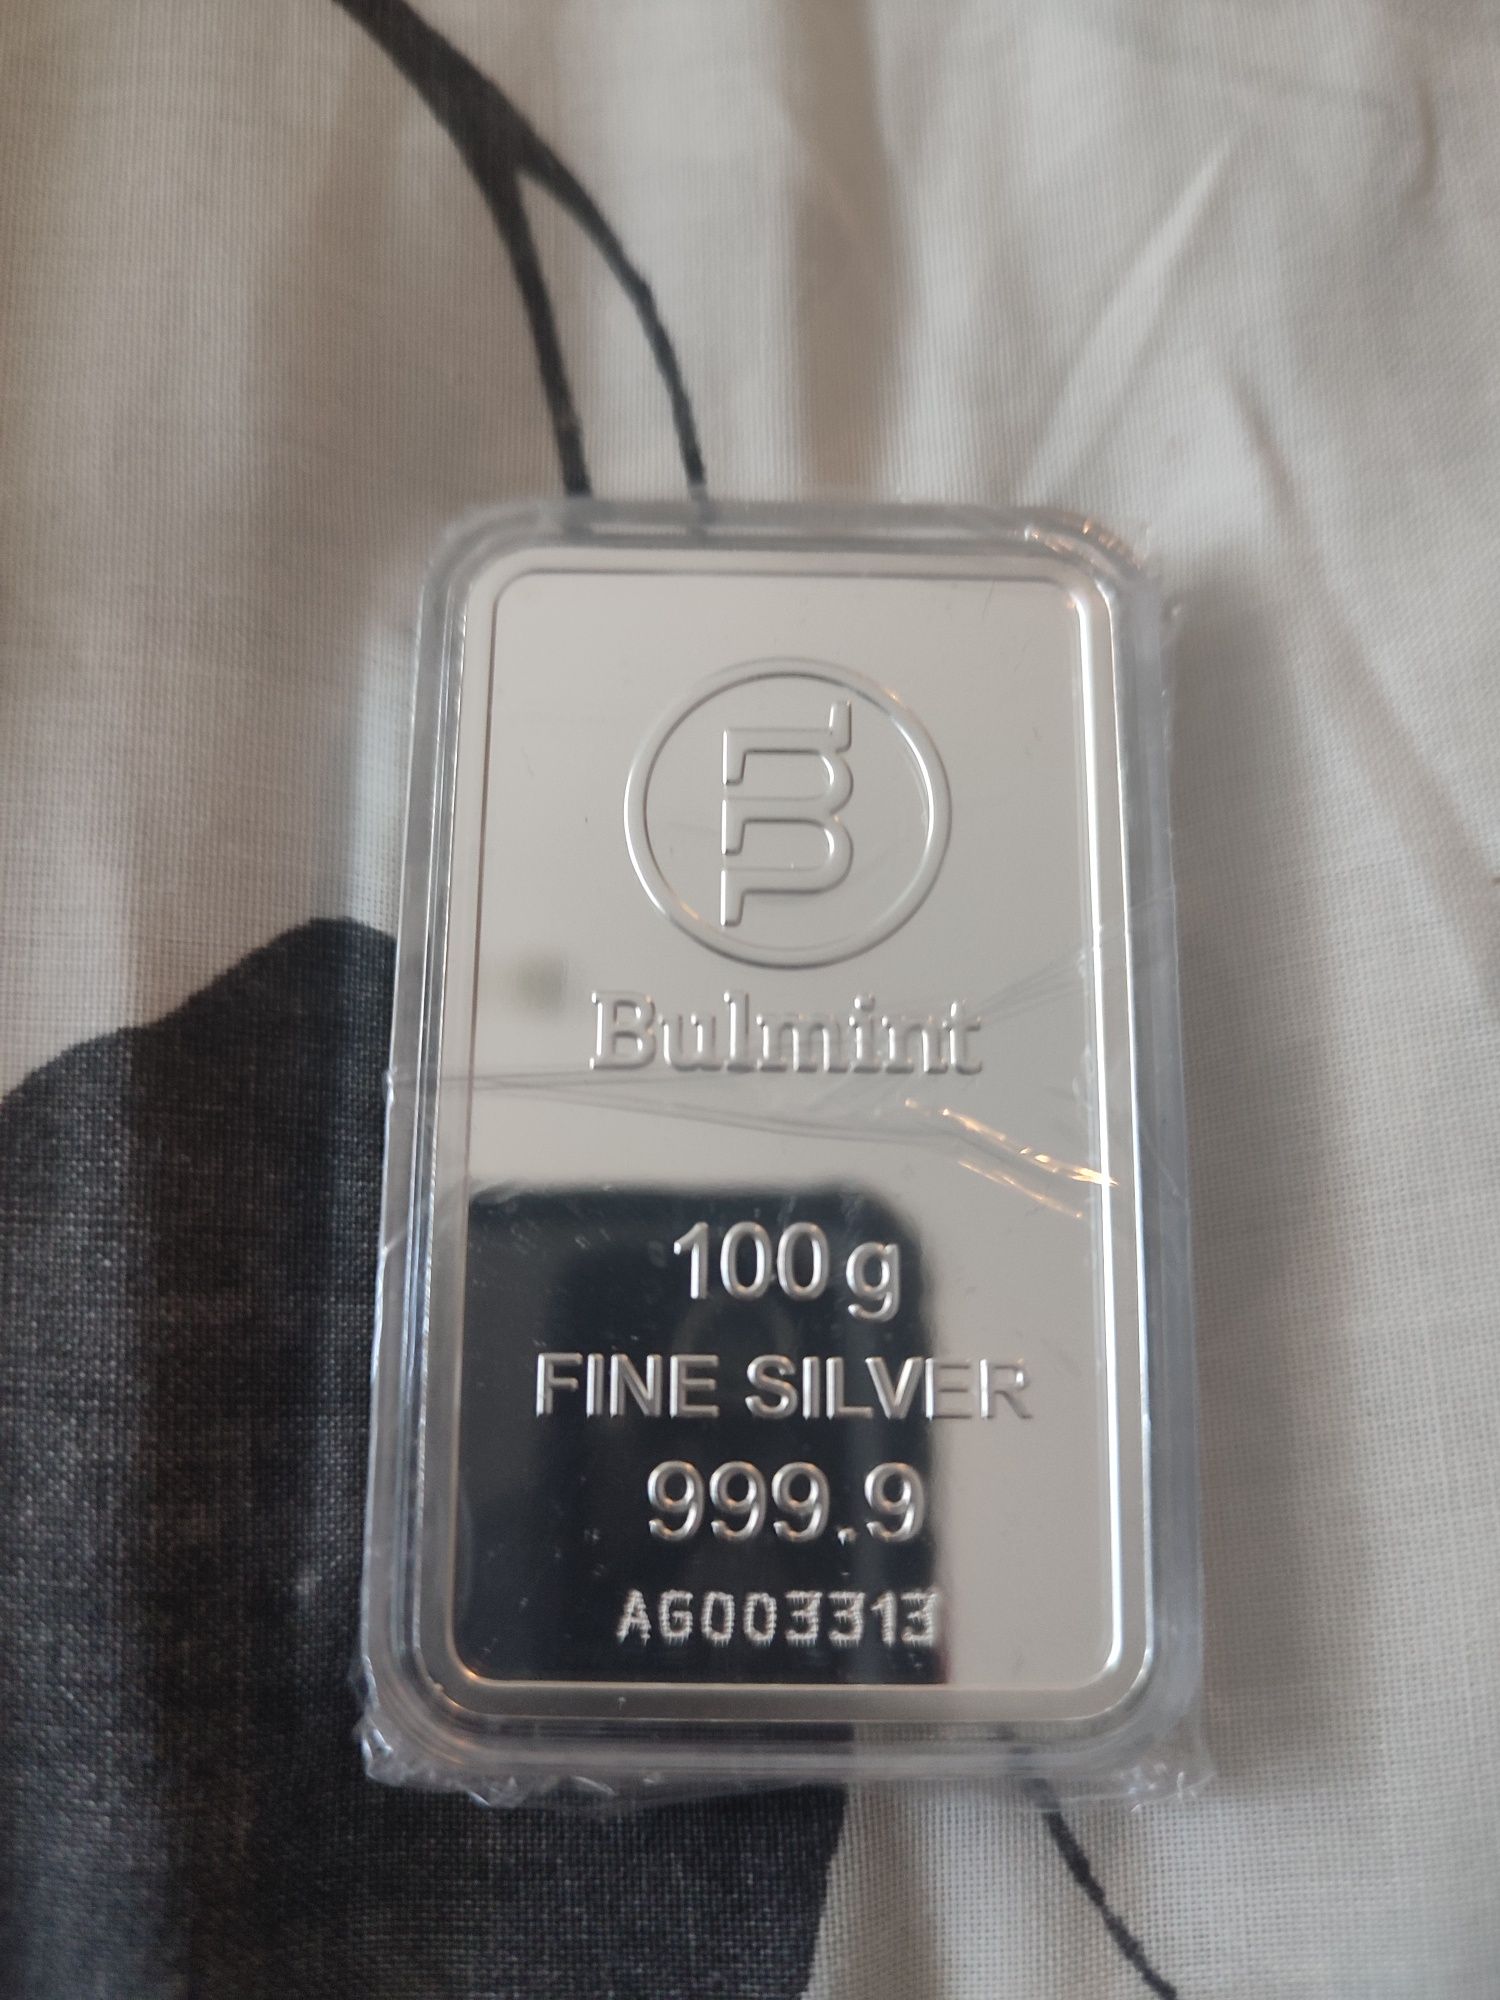 Bulmint
100 g
FINE SILVER
999.9
AG003313